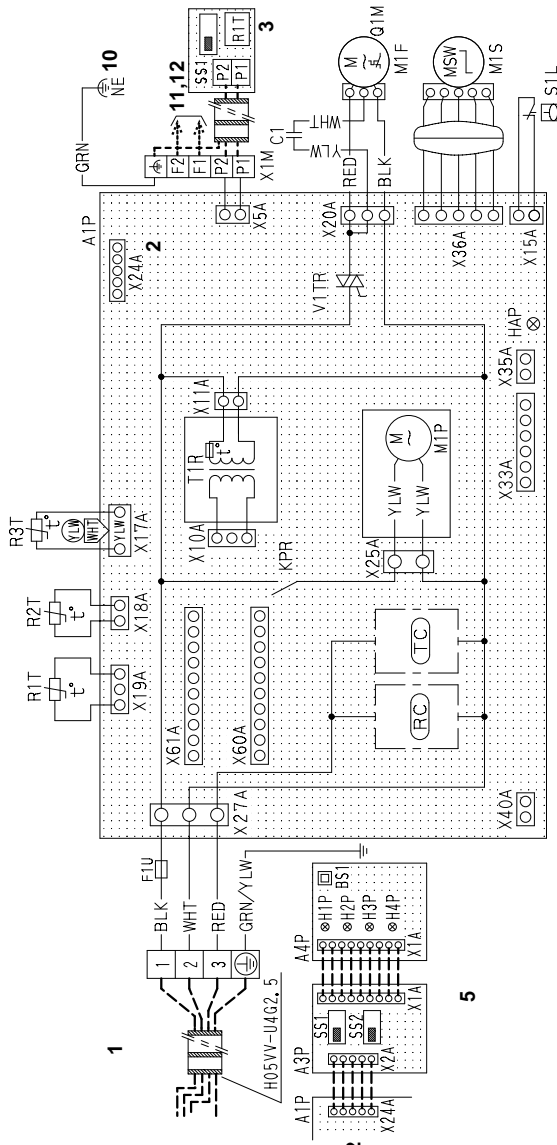 1
H05VV-U4G2.5
1
2
3
BLK
WHT
RED
GRN/YLW
F1U
X27A
R1T
t°
X19A
R2T
t°
X18A
R3T
t°
YLW
WHT
YLW
X17A
X61A
X60A
KPR
X10A
T1R
t°
X11A
X25A
YLW
YLW
M
~
M1P
RC
TC
X40A
X33A
X35A
HAP
A1P
X24A
2
X5A
V1TR
X20A
X36A
X15A
GRN
10
NE
11,12
F2
F1
P2
P1
X1M
SS1
P2
P1
R1T
3
C1
YLW
WHT
RED
BLK
M
~
Q1M
M1F
MSW
M1S
S1L
A1P
X24A
A3P
X2A
SS1
SS2
X1A
A4P
X1A
H1P
H2P
H3P
H4P
BS1
5